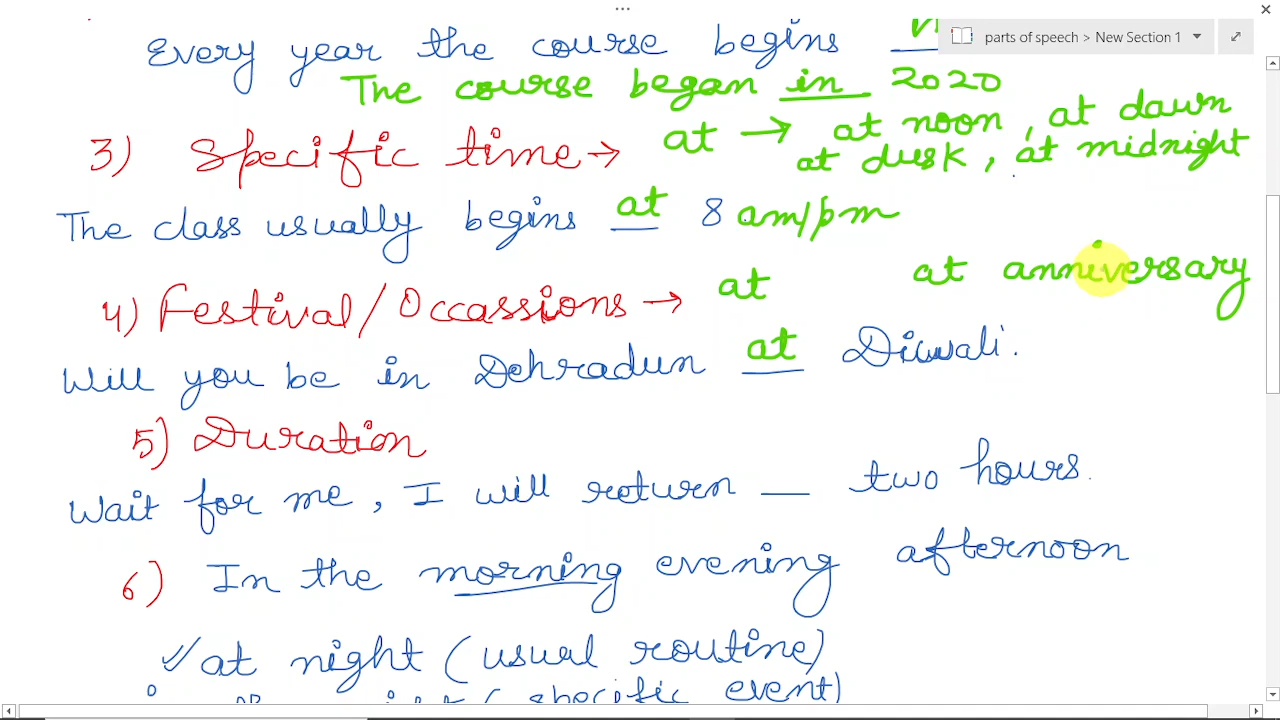 ...
parts of speech > New Section 1
Every year the course begins
The course began in 2020
3) Specific time → at → at noon, at dawn
at dusk, at midnight
The class usually begins at 8 am/pm
4) Festival/Occassions → at at anniversary
Will you be in Dehradun at Diwali.
5) Duration
Wait for me, I will return __ two hours.
6) In the morning evening afternoon
✓ at night (usual routine)
(specific event)